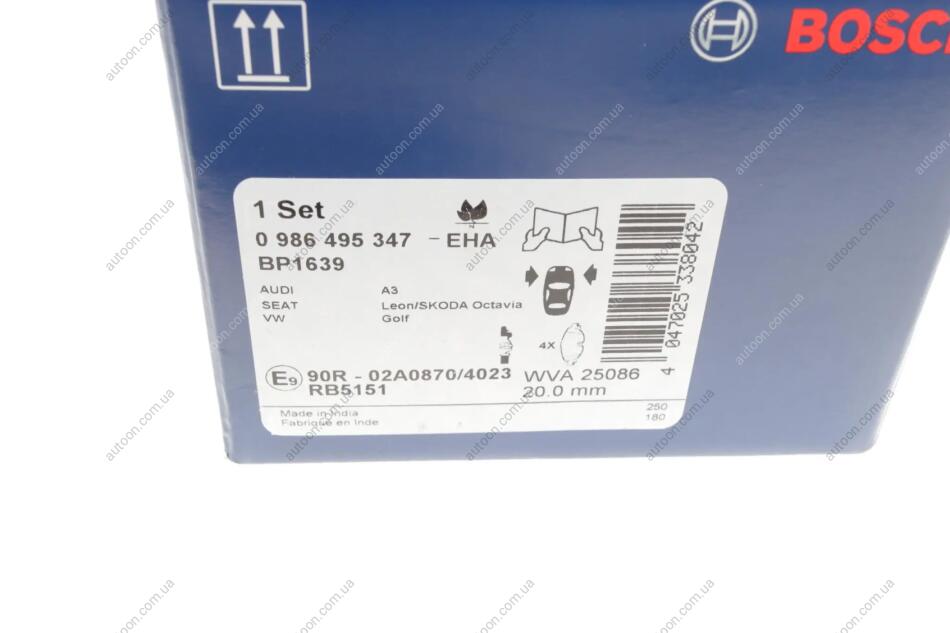 BOSCH
1 Set
0 986 495 347 - EHA
BP1639
AUDI A3
SEAT Leon/SKODA Octavia
VW Golf
4X
4 047025 338042
E9 90R - 02A0870/4023 WVA 25086
RB5151 20.0 mm
Made in India 250
Fabriqué en Inde 180
autoon.com.ua